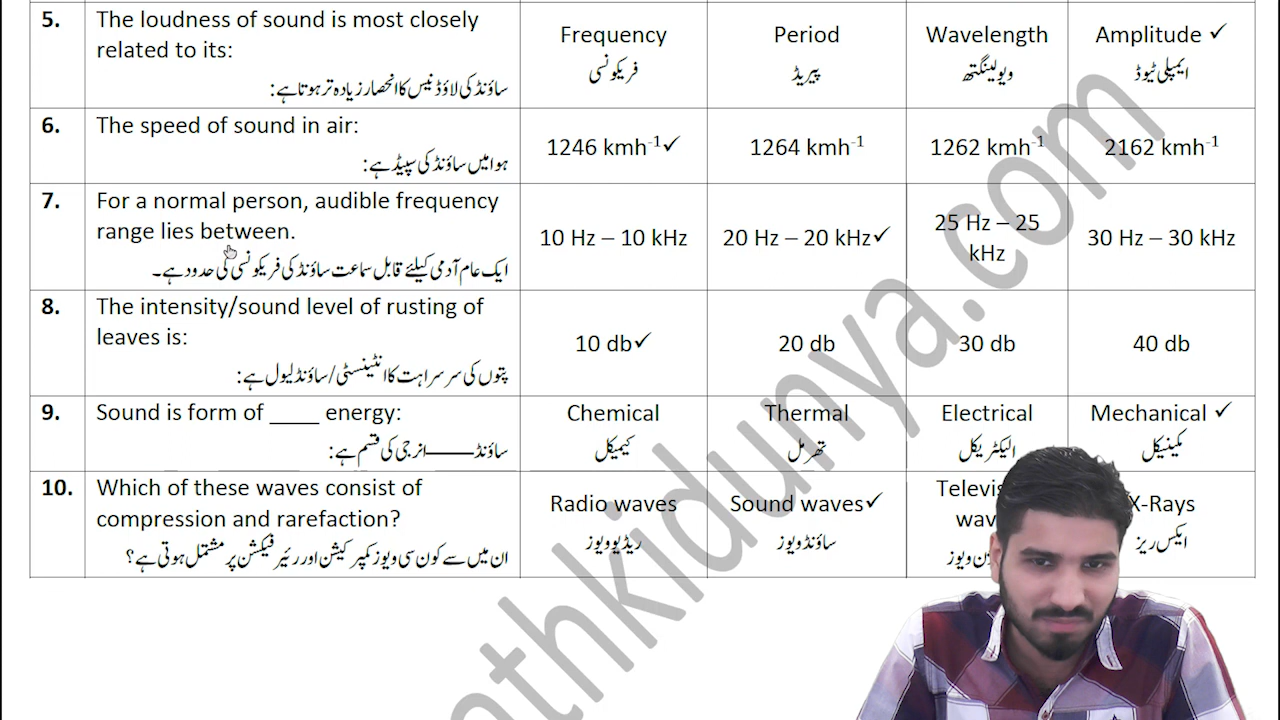 5. The loudness of sound is most closely
related to its:
ساؤنڈ کی لاؤڈنیس کا انحصار زیادہ تر ہوتا ہے:
Frequency
فریکوئنسی
Period
پیریڈ
Wavelength
ویولینگتھ
Amplitude ✓
ایمپلی ٹیوڈ
6. The speed of sound in air:
ہوا میں ساؤنڈ کی سپیڈ ہے:
1246 kmh-1✓
1264 kmh-1
1262 kmh-1
2162 kmh-1
7. For a normal person, audible frequency
range lies between.
ایک عام آدمی کیلئے قابل سماعت ساؤنڈ کی فریکوئنسی کی حدود ہے۔
10 Hz – 10 kHz
20 Hz – 20 kHz✓
25 Hz – 25
kHz
30 Hz – 30 kHz
8. The intensity/sound level of rusting of
leaves is:
پتوں کی سرسراہت کا انٹینسٹی/ساؤنڈ لیول ہے:
10 db✓
20 db
30 db
40 db
9. Sound is form of ____ energy:
ساؤنڈ ــــــــ انرجی کی قسم ہے:
Chemical
کیمیکل
Thermal
تھرمل
Electrical
الیکٹریکل
Mechanical ✓
مکینیکل
10. Which of these waves consist of
compression and rarefaction?
ان میں سے کون سی ویوز کمپریکیشن اور رئیر فیکشن پر مشتمل ہوتی ہے؟
Radio waves
ریڈیو ویوز
Sound waves✓
ساؤنڈ ویوز
X-Rays
ایکس ریز
athkidunya.com